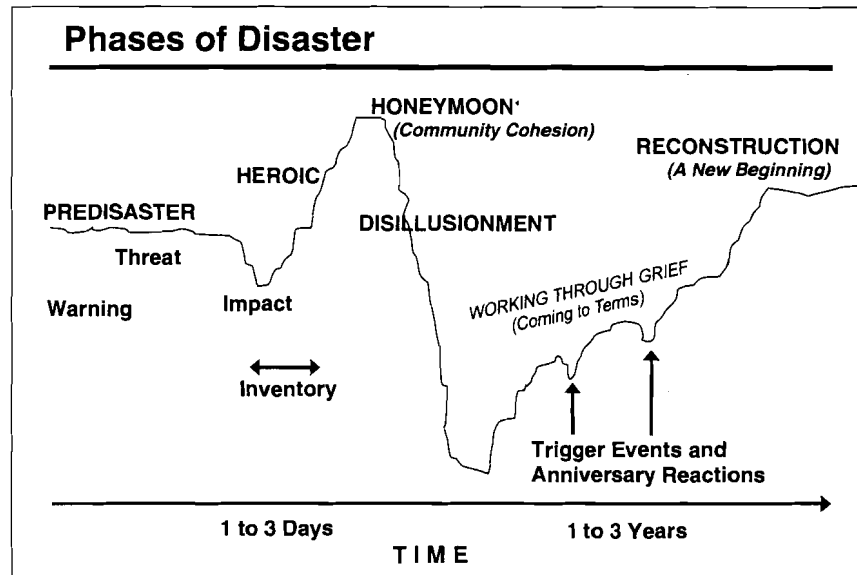 Phases of Disaster
HONEYMOON
(Community Cohesion)
RECONSTRUCTION
(A New Beginning)
HEROIC
PREDISASTER
DISILLUSIONMENT
Threat
WORKING THROUGH GRIEF
(Coming to Terms)
Warning
Impact
Inventory
Trigger Events and
Anniversary Reactions
1 to 3 Days
1 to 3 Years
TIME